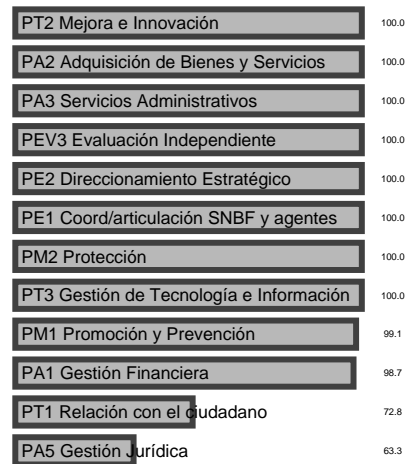 PT2 Mejora e Innovación 100.0
PA2 Adquisición de Bienes y Servicios 100.0
PA3 Servicios Administrativos 100.0
PEV3 Evaluación Independiente 100.0
PE2 Direccionamiento Estratégico 100.0
PE1 Coord/articulación SNBF y agentes 100.0
PM2 Protección 100.0
PT3 Gestión de Tecnología e Información 100.0
PM1 Promoción y Prevención 99.1
PA1 Gestión Financiera 98.7
PT1 Relación con el ciudadano 72.8
PA5 Gestión Jurídica 63.3